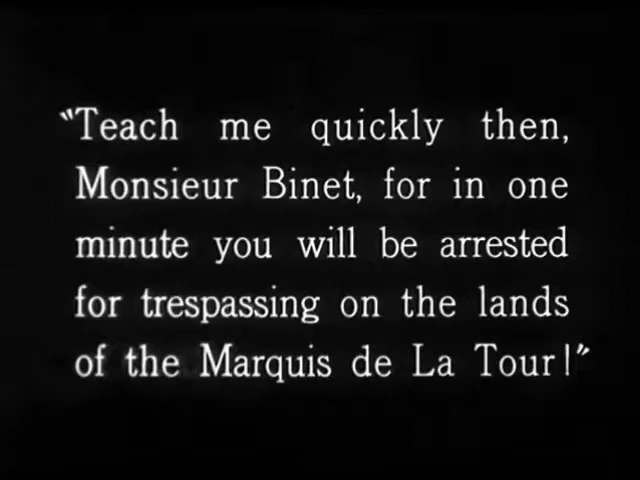 “Teach me quickly then,
Monsieur Binet, for in one
minute you will be arrested
for trespassing on the lands
of the Marquis de La Tour!”